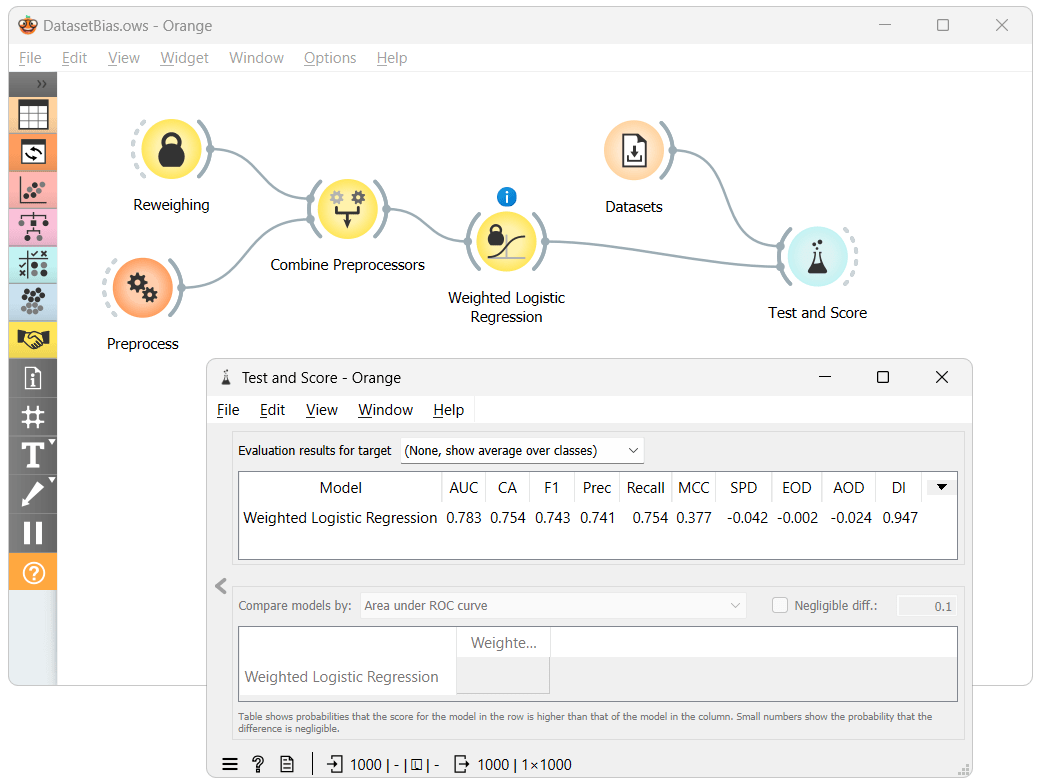 DatasetBias.ows - Orange
File Edit View Widget Window Options Help
Reweighing
Datasets
Combine Preprocessors
Weighted Logistic
Regression
Test and Score
Preprocess
Test and Score - Orange
File Edit View Window Help
Evaluation results for target (None, show average over classes)
Model AUC CA F1 Prec Recall MCC SPD EOD AOD DI
Weighted Logistic Regression 0.783 0.754 0.743 0.741 0.754 0.377 -0.042 -0.002 -0.024 0.947
Compare models by: Area under ROC curve Negligible diff.: 0.1
Weighte...
Weighted Logistic Regression
Table shows probabilities that the score for the model in the row is higher than that of the model in the column. Small numbers show the probability that the
difference is negligible.
1000 | - | - 1000 | 1×1000